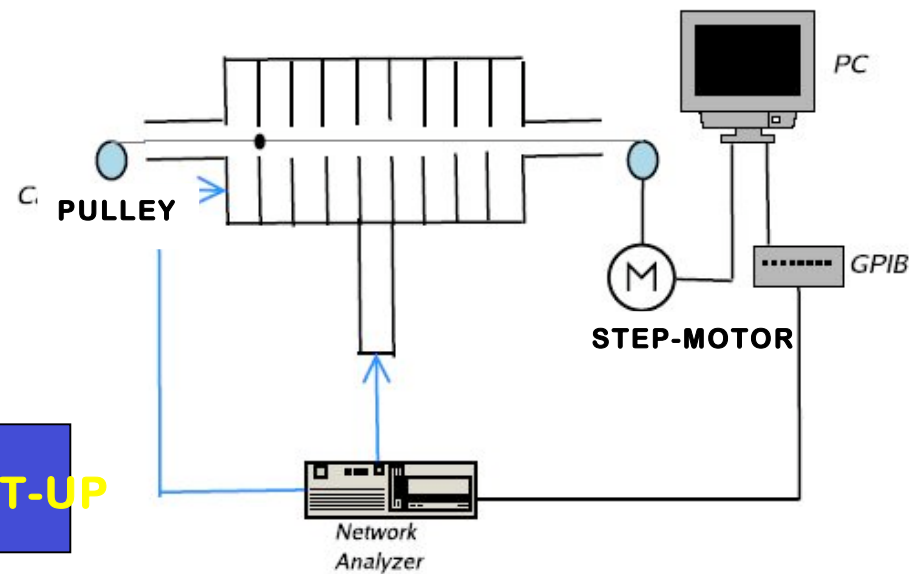 PC
C.
PULLEY
M
GPIB
STEP-MOTOR
T-UP
Network
Analyzer